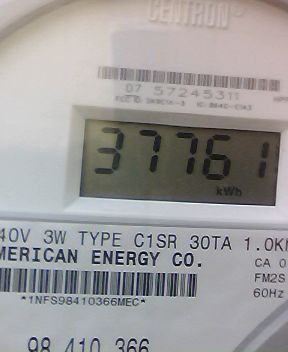 CENTRON®
07 57245311
37761
kWh
40V 3W TYPE C1SR 30TA 1.0K
MERICAN ENERGY CO.
CA 0
FM2S
60Hz
*1NFS98410366MEC*
98 410 366